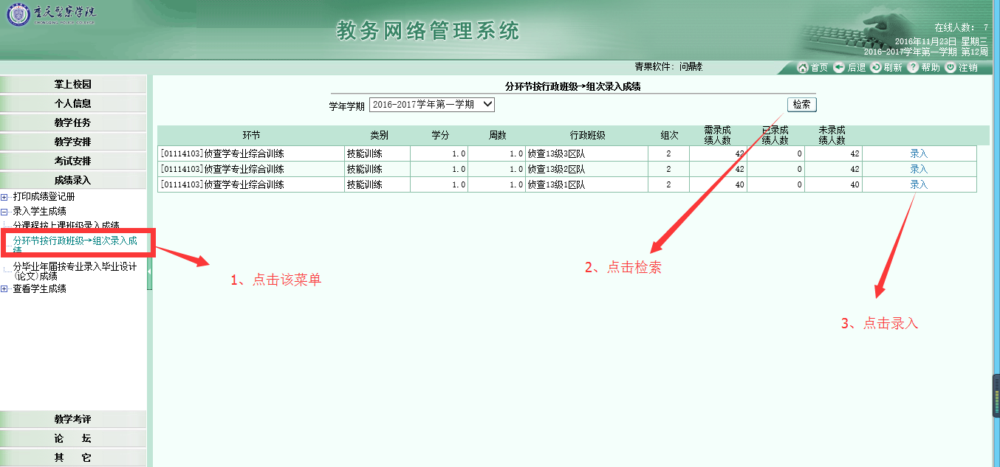 重庆警察学院
CHONGQING POLICE COLLEGE
教务网络管理系统
在线人数： 7
2016年11月23日 星期三
2016-2017学年第一学期 第12周
青果软件: 问鼎
首页 后退 刷新 帮助 注销
掌上校园
个人信息
教学任务
教学安排
考试安排
成绩录入
打印成绩登记册
录入学生成绩
分课程按上课班级录入成绩
分环节按行政班级→组次录入成
绩
分毕业年届按专业录入毕业设计
(论文)成绩
查看学生成绩
教学考评
论 坛
其 它
分环节按行政班级→组次录入成绩
学年学期 2016-2017学年第一学期 检索
环节 类别 学分 周数 行政班级 组次 需录成绩人数 已录成绩人数 未录成绩人数
[01114103]侦查学专业综合训练 技能训练 1.0 1.0 侦查13级3区队 2 42 0 42 录入
[01114103]侦查学专业综合训练 技能训练 1.0 1.0 侦查13级2区队 2 42 0 42 录入
[01114103]侦查学专业综合训练 技能训练 1.0 1.0 侦查13级1区队 2 40 0 40 录入
1、点击该菜单
2、点击检索
3、点击录入